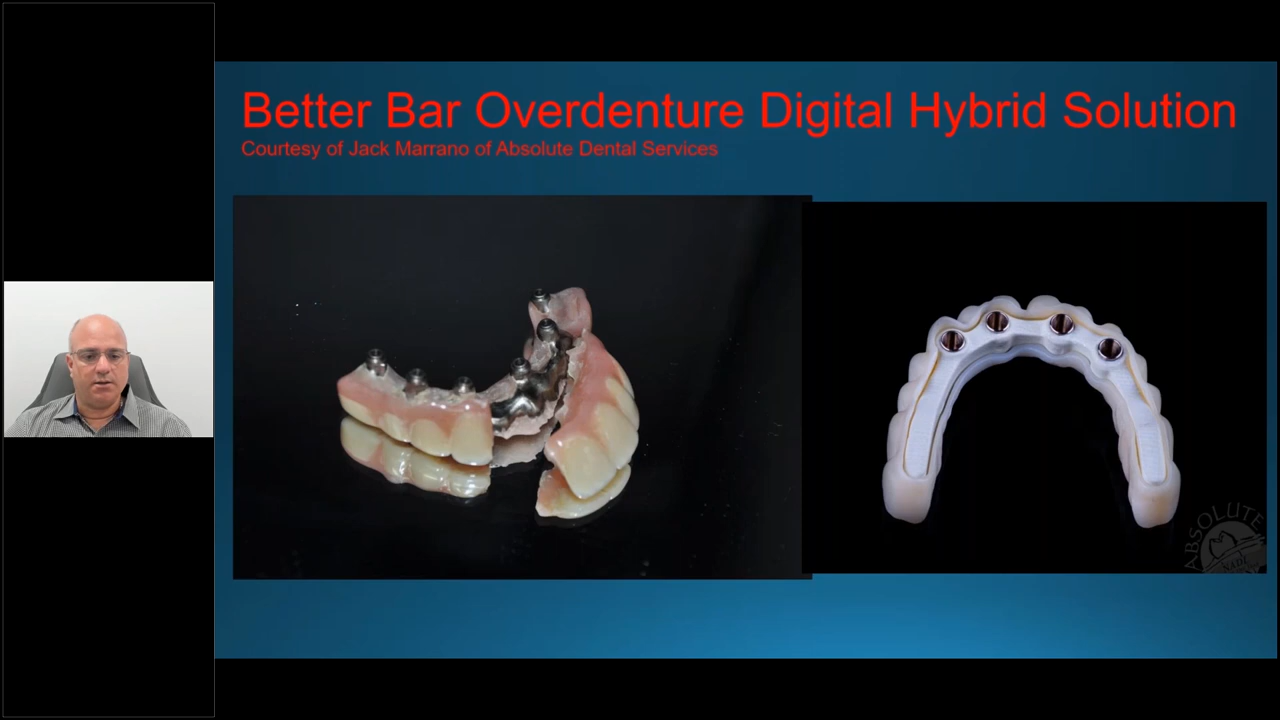 Better Bar Overdenture Digital Hybrid Solution
Courtesy of Jack Marrano of Absolute Dental Services
ABSOLUTE